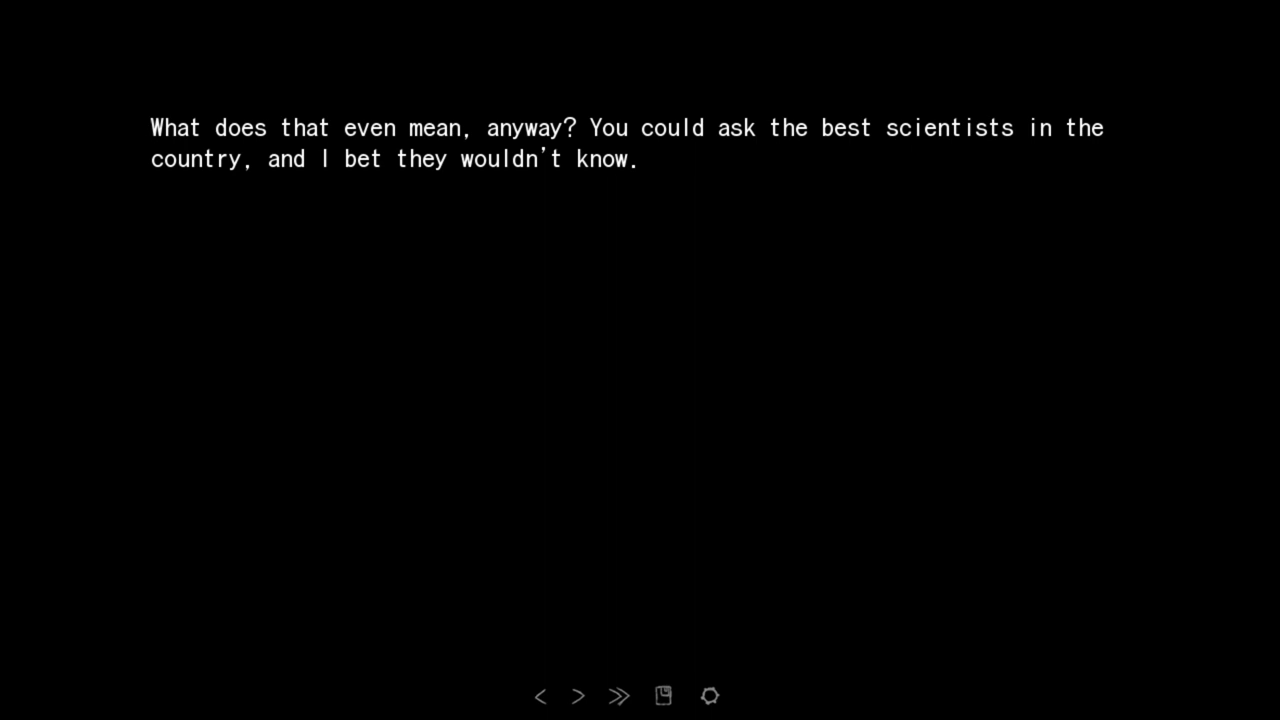 What does that even mean, anyway? You could ask the best scientists in the
country, and I bet they wouldn't know.